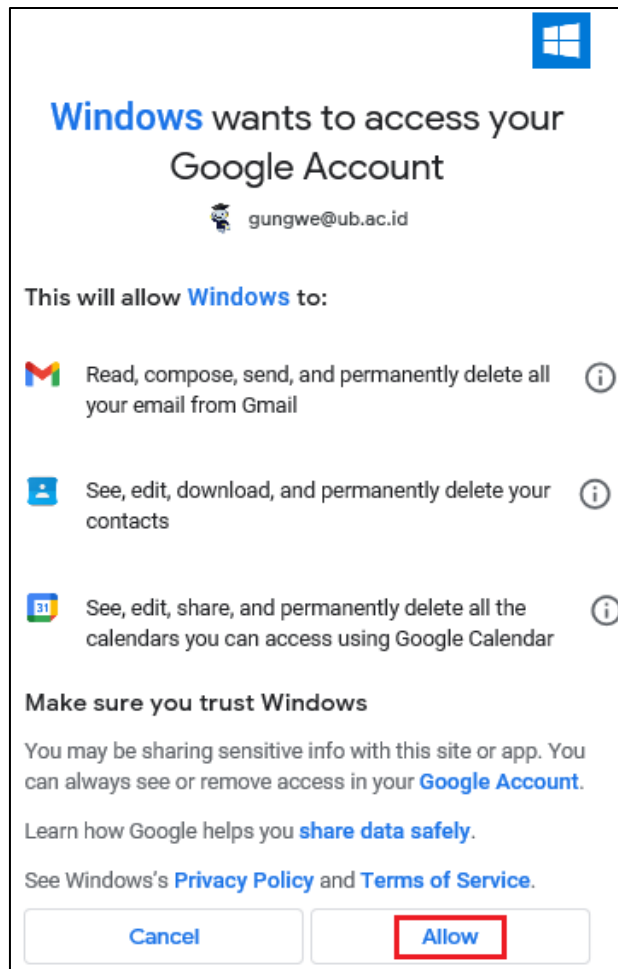 Windows wants to access your
Google Account
gungwe@ub.ac.id
This will allow Windows to:
Read, compose, send, and permanently delete all
your email from Gmail
See, edit, download, and permanently delete your
contacts
31
See, edit, share, and permanently delete all the
calendars you can access using Google Calendar
Make sure you trust Windows
You may be sharing sensitive info with this site or app. You
can always see or remove access in your Google Account.
Learn how Google helps you share data safely.
See Windows's Privacy Policy and Terms of Service.
Cancel
Allow